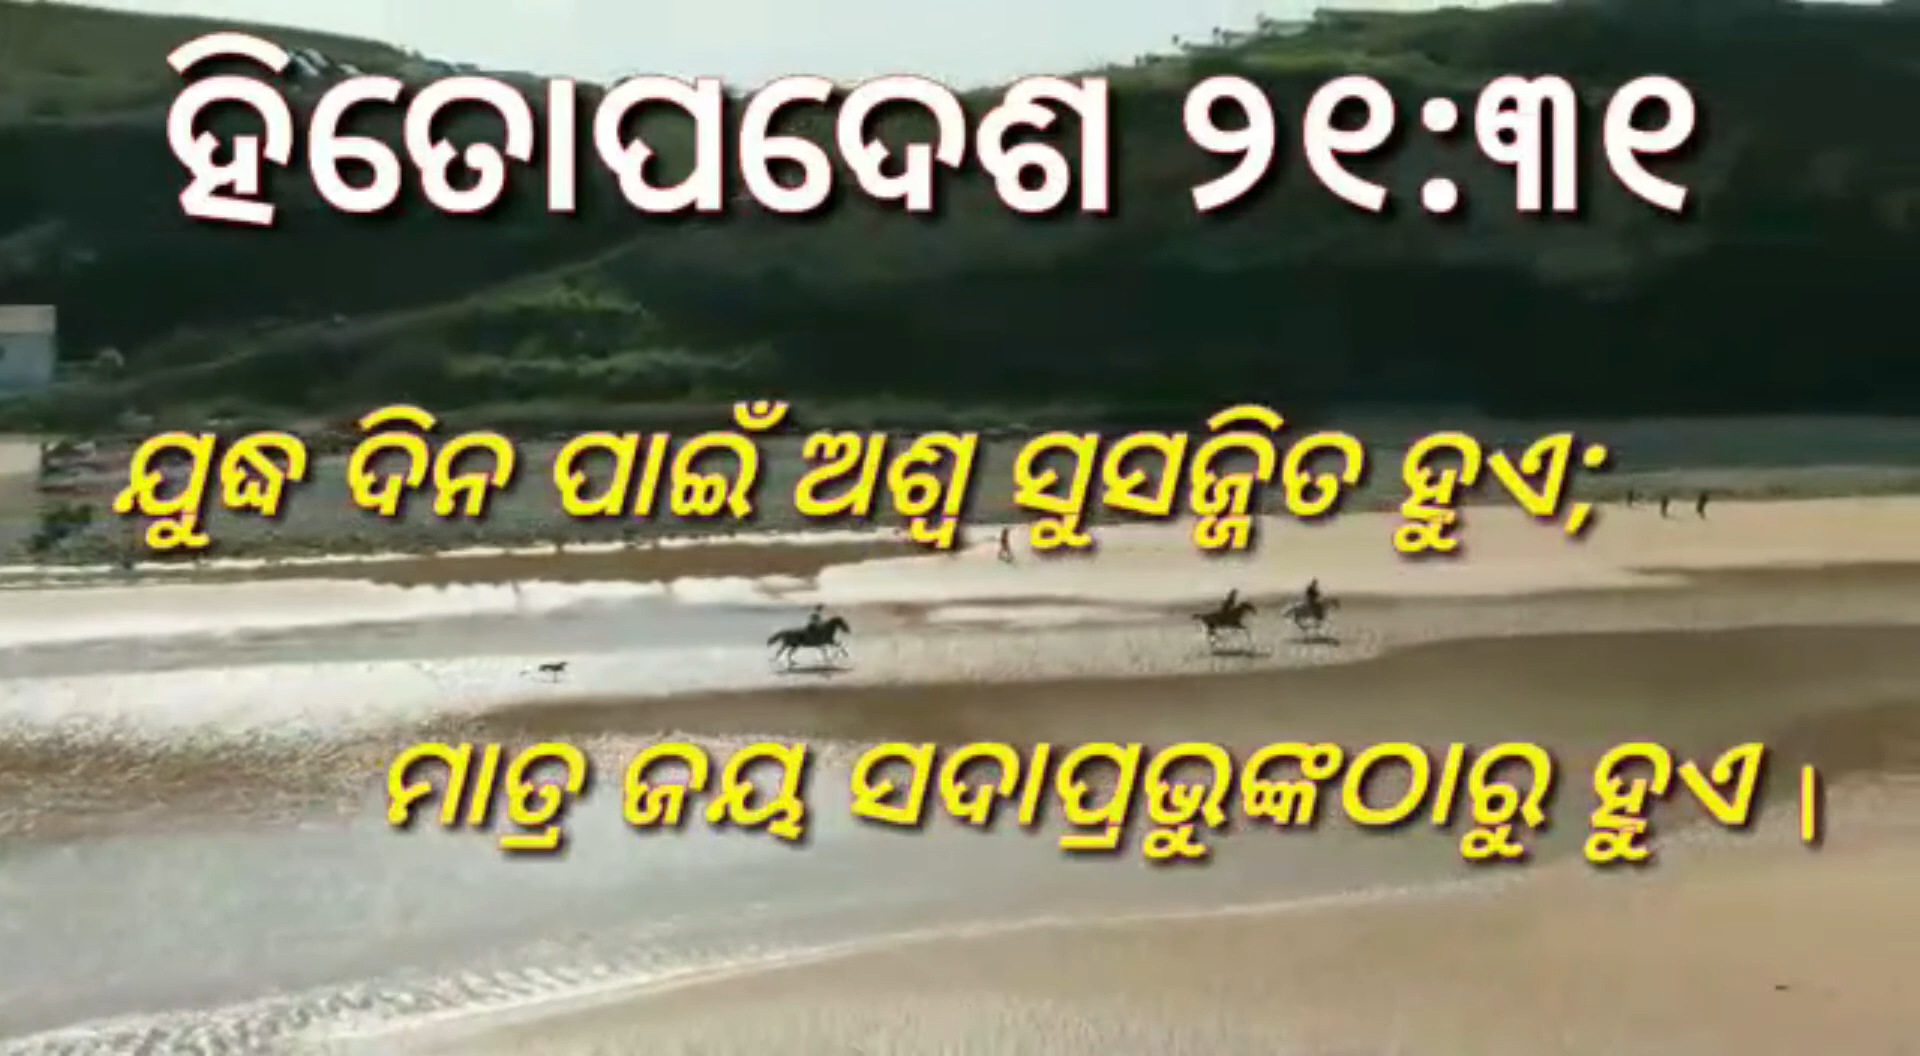 ହିତୋପଦେଶ ୨୧:୩୧
ଯୁଦ୍ଧ ଦିନ ପାଇଁ ଅଶ୍ୱ ସୁସଜ୍ଜିତ ହୁଏ;
ମାତ୍ର ଜୟ ସଦାପ୍ରଭୁଙ୍କଠାରୁ ହୁଏ ।